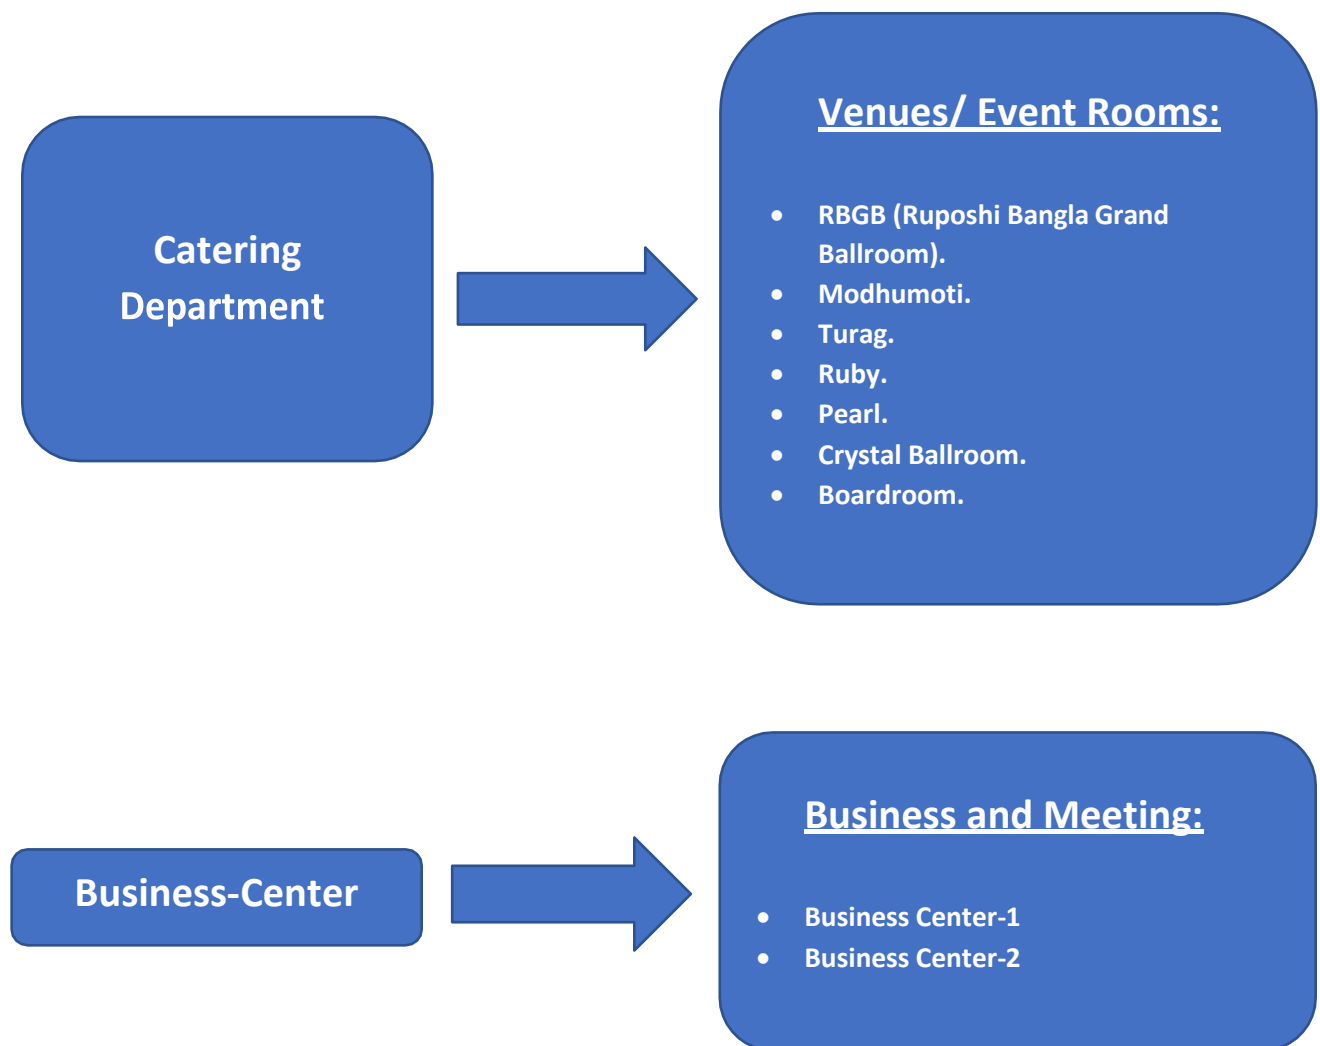 Catering
Department
Venues/ Event Rooms:
• RBGB (Ruposhi Bangla Grand
Ballroom).
• Modhumoti.
• Turag.
• Ruby.
• Pearl.
• Crystal Ballroom.
• Boardroom.
Business-Center
Business and Meeting:
• Business Center-1
• Business Center-2